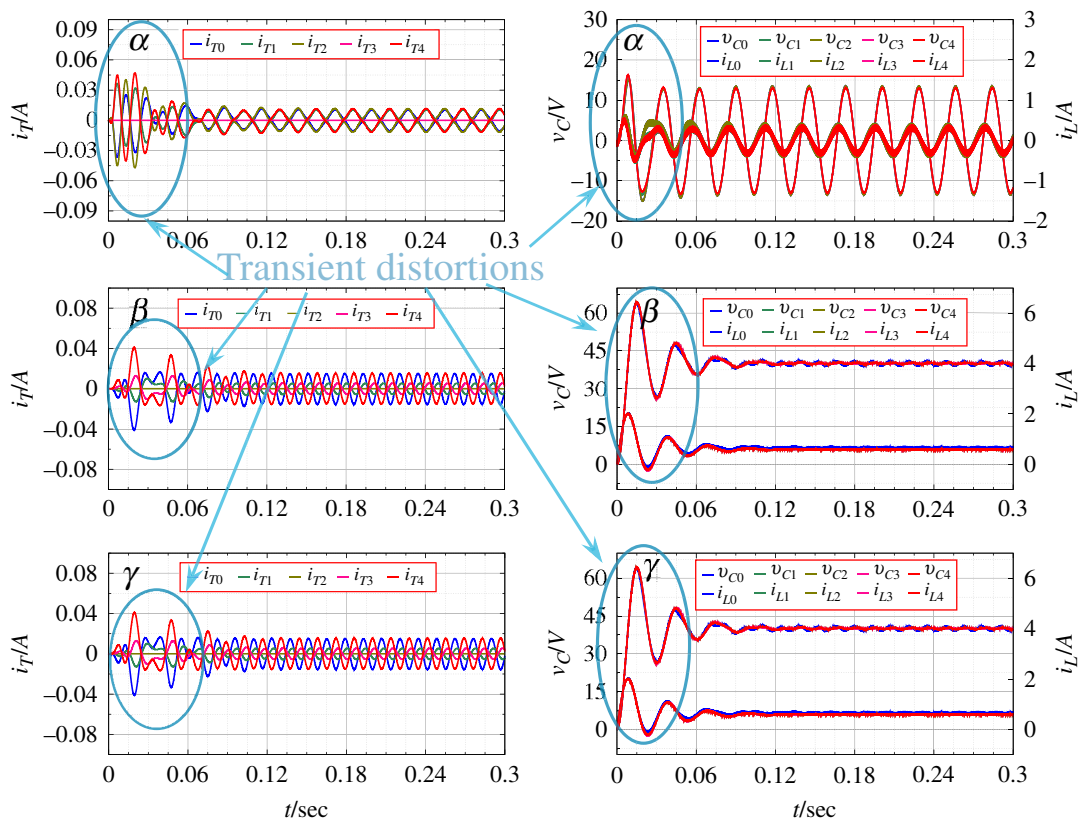 α
i_T0 i_T1 i_T2 i_T3 i_T4
0.09
0.06
0.03
0
−0.03
−0.06
−0.09
i_T/A
0 0.06 0.12 0.18 0.24 0.3
α
υ_C0 υ_C1 υ_C2 υ_C3 υ_C4
i_L0 i_L1 i_L2 i_L3 i_L4
30
20
10
0
−10
−20
v_C/V
3
2
1
0
−1
−2
i_L/A
0 0.06 0.12 0.18 0.24 0.3
Transient distortions
β
i_T0 i_T1 i_T2 i_T3 i_T4
0.08
0.04
0
−0.04
−0.08
i_T/A
0 0.06 0.12 0.18 0.24 0.3
β
υ_C0 υ_C1 υ_C2 υ_C3 υ_C4
i_L0 i_L1 i_L2 i_L3 i_L4
60
45
30
15
0
v_C/V
6
4
2
0
i_L/A
0 0.06 0.12 0.18 0.24 0.3
γ
i_T0 i_T1 i_T2 i_T3 i_T4
0.08
0.04
0
−0.04
−0.08
i_T/A
0 0.06 0.12 0.18 0.24 0.3
t/sec
γ
υ_C0 υ_C1 υ_C2 υ_C3 υ_C4
i_L0 i_L1 i_L2 i_L3 i_L4
60
45
30
15
0
v_C/V
6
4
2
0
i_L/A
0 0.06 0.12 0.18 0.24 0.3
t/sec